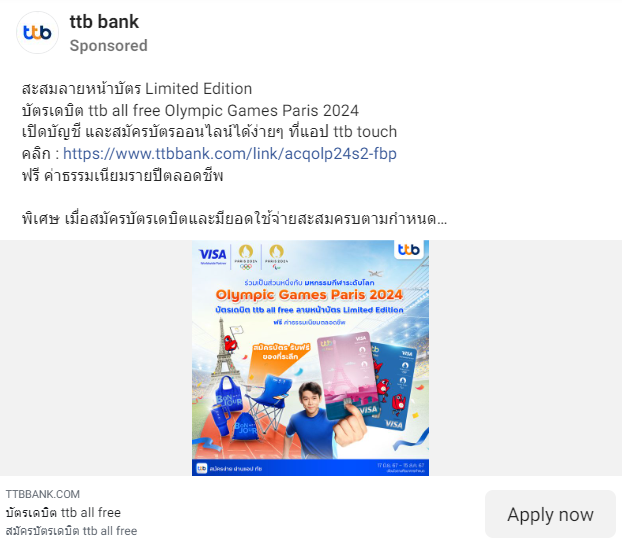 ttb bank
Sponsored
สะสมลายหน้าบัตร Limited Edition
บัตรเดบิต ttb all free Olympic Games Paris 2024
เปิดบัญชี และสมัครบัตรออนไลน์ได้ง่ายๆ ที่แอป ttb touch
คลิก : https://www.ttbbank.com/link/acqolp24s2-fbp
ฟรี ค่าธรรมเนียมรายปีตลอดชีพ
พิเศษ เมื่อสมัครบัตรเดบิตและมียอดใช้จ่ายสะสมครบตามกำหนด...
ttb
VISA
PARIS 2024
PARIS 2024
ttb
ร่วมเป็นส่วนหนึ่งกับ มหกรรมกีฬาระดับโลก
Olympic Games Paris 2024
บัตรเดบิต ttb all free ลายหน้าบัตร Limited Edition
ฟรี ค่าธรรมเนียมตลอดชีพ
สมัครบัตร รับฟรี
ของที่ระลึก
BONJOUR
BONJOUR
VISA
VISA
ttb สมัครง่าย ผ่านแอป ทัช
TTBBANK.COM
บัตรเดบิต ttb all free
สมัครบัตรเดบิต ttb all free
Apply now